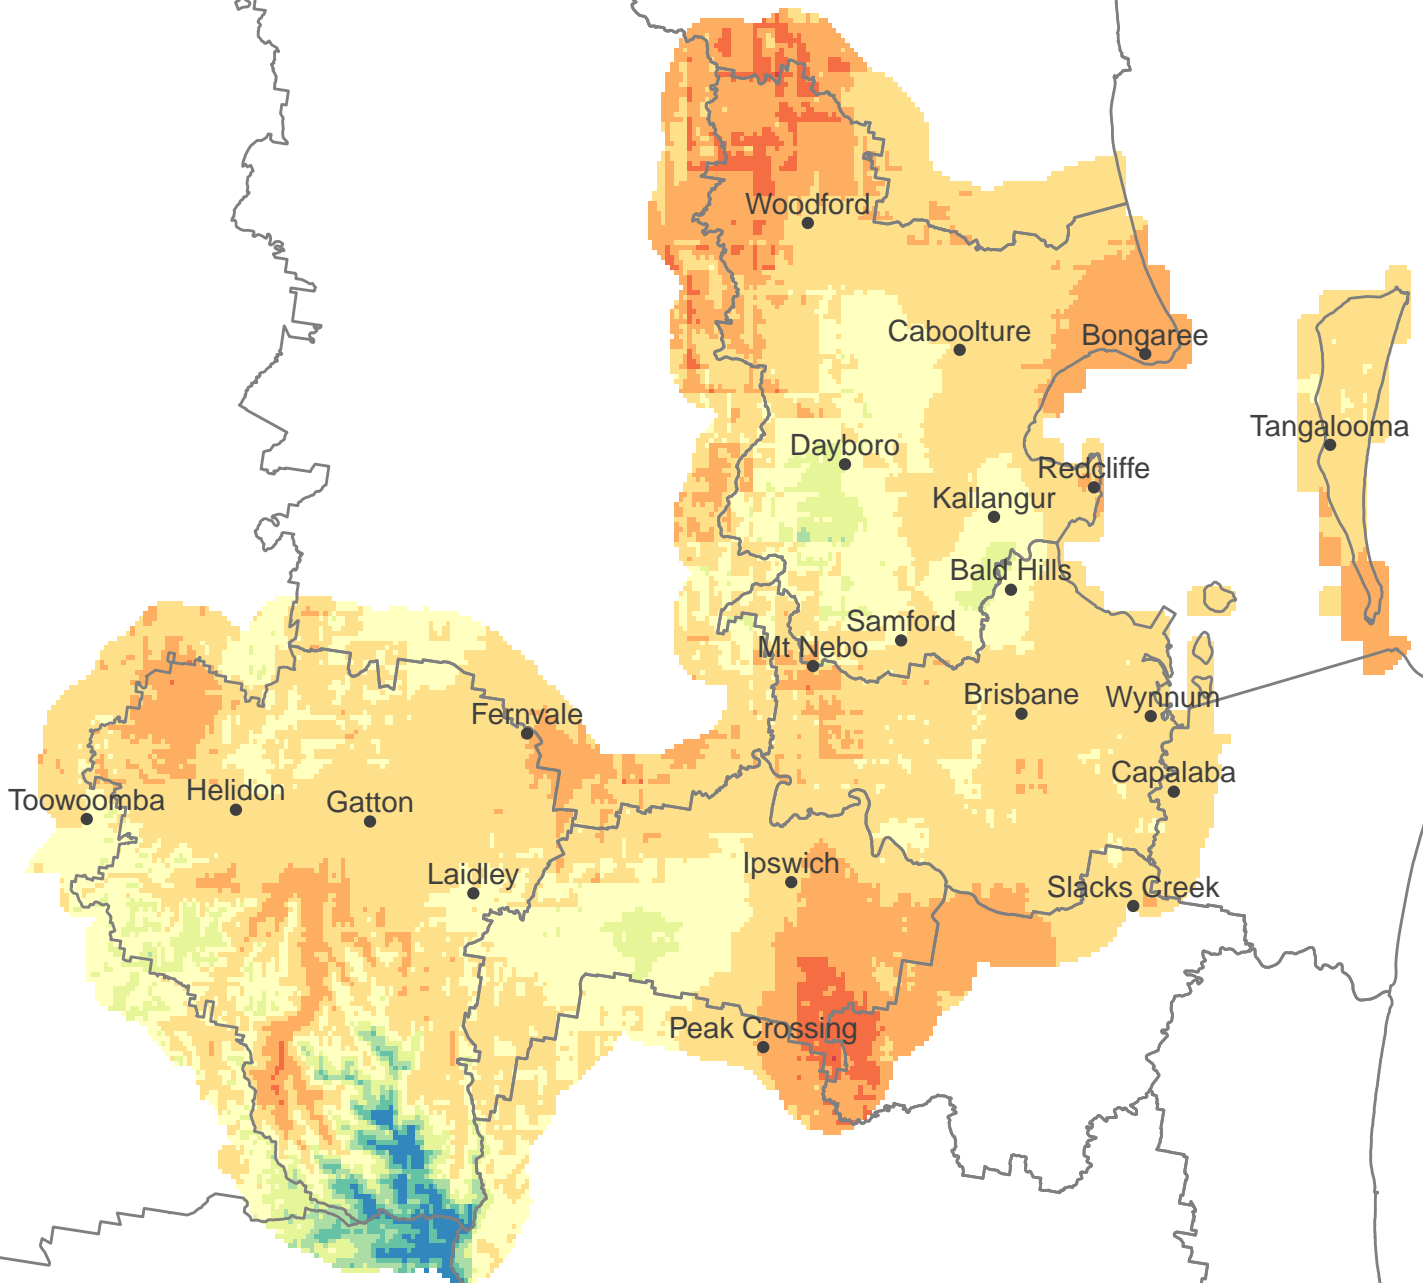 Woodford
Caboolture
Bongaree
Tangalooma
Dayboro
Redcliffe
Kallangur
Bald Hills
Samford
Mt Nebo
Brisbane
Wynnum
Fernvale
Capalaba
Toowoomba
Helidon
Gatton
Ipswich
Laidley
Slacks Creek
Peak Crossing